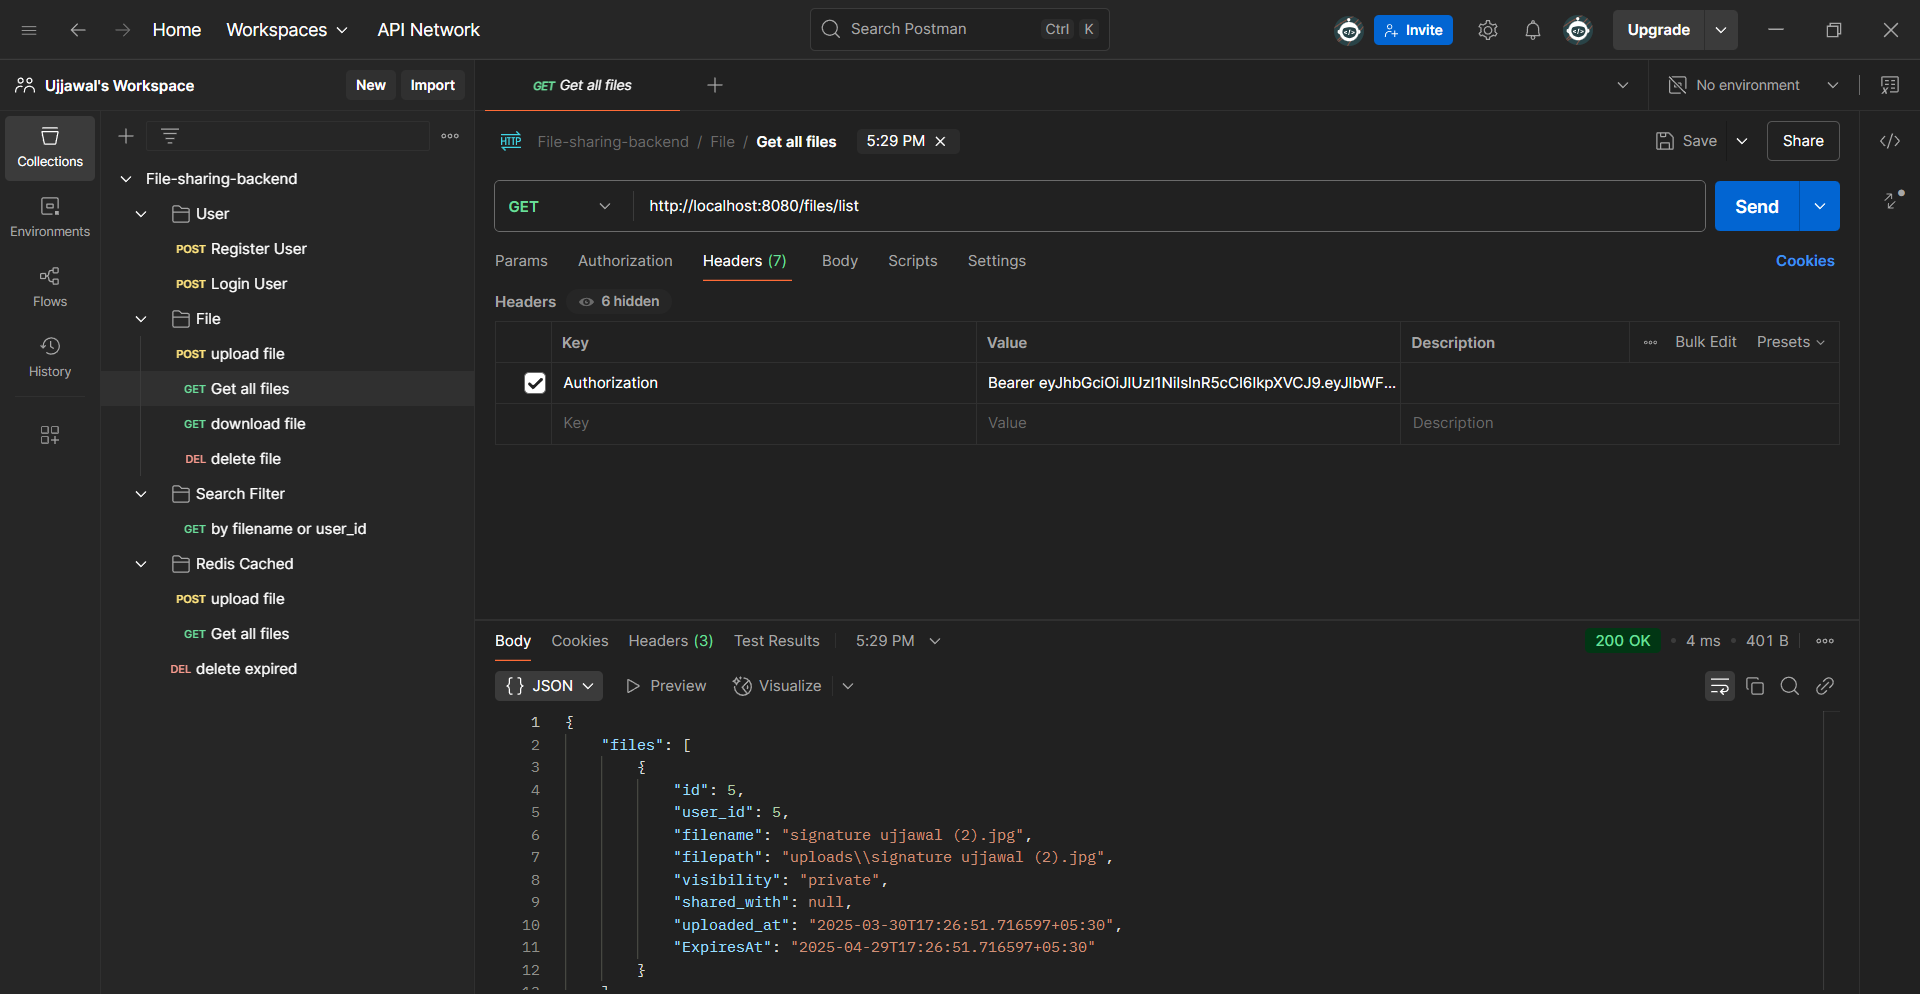 Home Workspaces API Network Search Postman Ctrl K Invite Upgrade
Ujjawal's Workspace New Import GET Get all files No environment
Collections
Environments
Flows
History
File-sharing-backend
User
POST Register User
POST Login User
File
POST upload file
GET Get all files
GET download file
DEL delete file
Search Filter
GET by filename or user_id
Redis Cached
POST upload file
GET Get all files
DEL delete expired
HTTP File-sharing-backend / File / Get all files 5:29 PM Save Share
GET http://localhost:8080/files/list Send
Params Authorization Headers (7) Body Scripts Settings Cookies
Headers 6 hidden
Key Value Description Bulk Edit Presets
Authorization Bearer eyJhbGciOiJIUzI1NiIsInR5cCI6IkpXVCJ9.eyJlbWF...
Key Value Description
Body Cookies Headers (3) Test Results 5:29 PM 200 OK 4 ms 401 B
{} JSON Preview Visualize
1 {
2 "files": [
3 {
4 "id": 5,
5 "user_id": 5,
6 "filename": "signature ujjawal (2).jpg",
7 "filepath": "uploads\\signature ujjawal (2).jpg",
8 "visibility": "private",
9 "shared_with": null,
10 "uploaded_at": "2025-03-30T17:26:51.716597+05:30",
11 "ExpiresAt": "2025-04-29T17:26:51.716597+05:30"
12 }